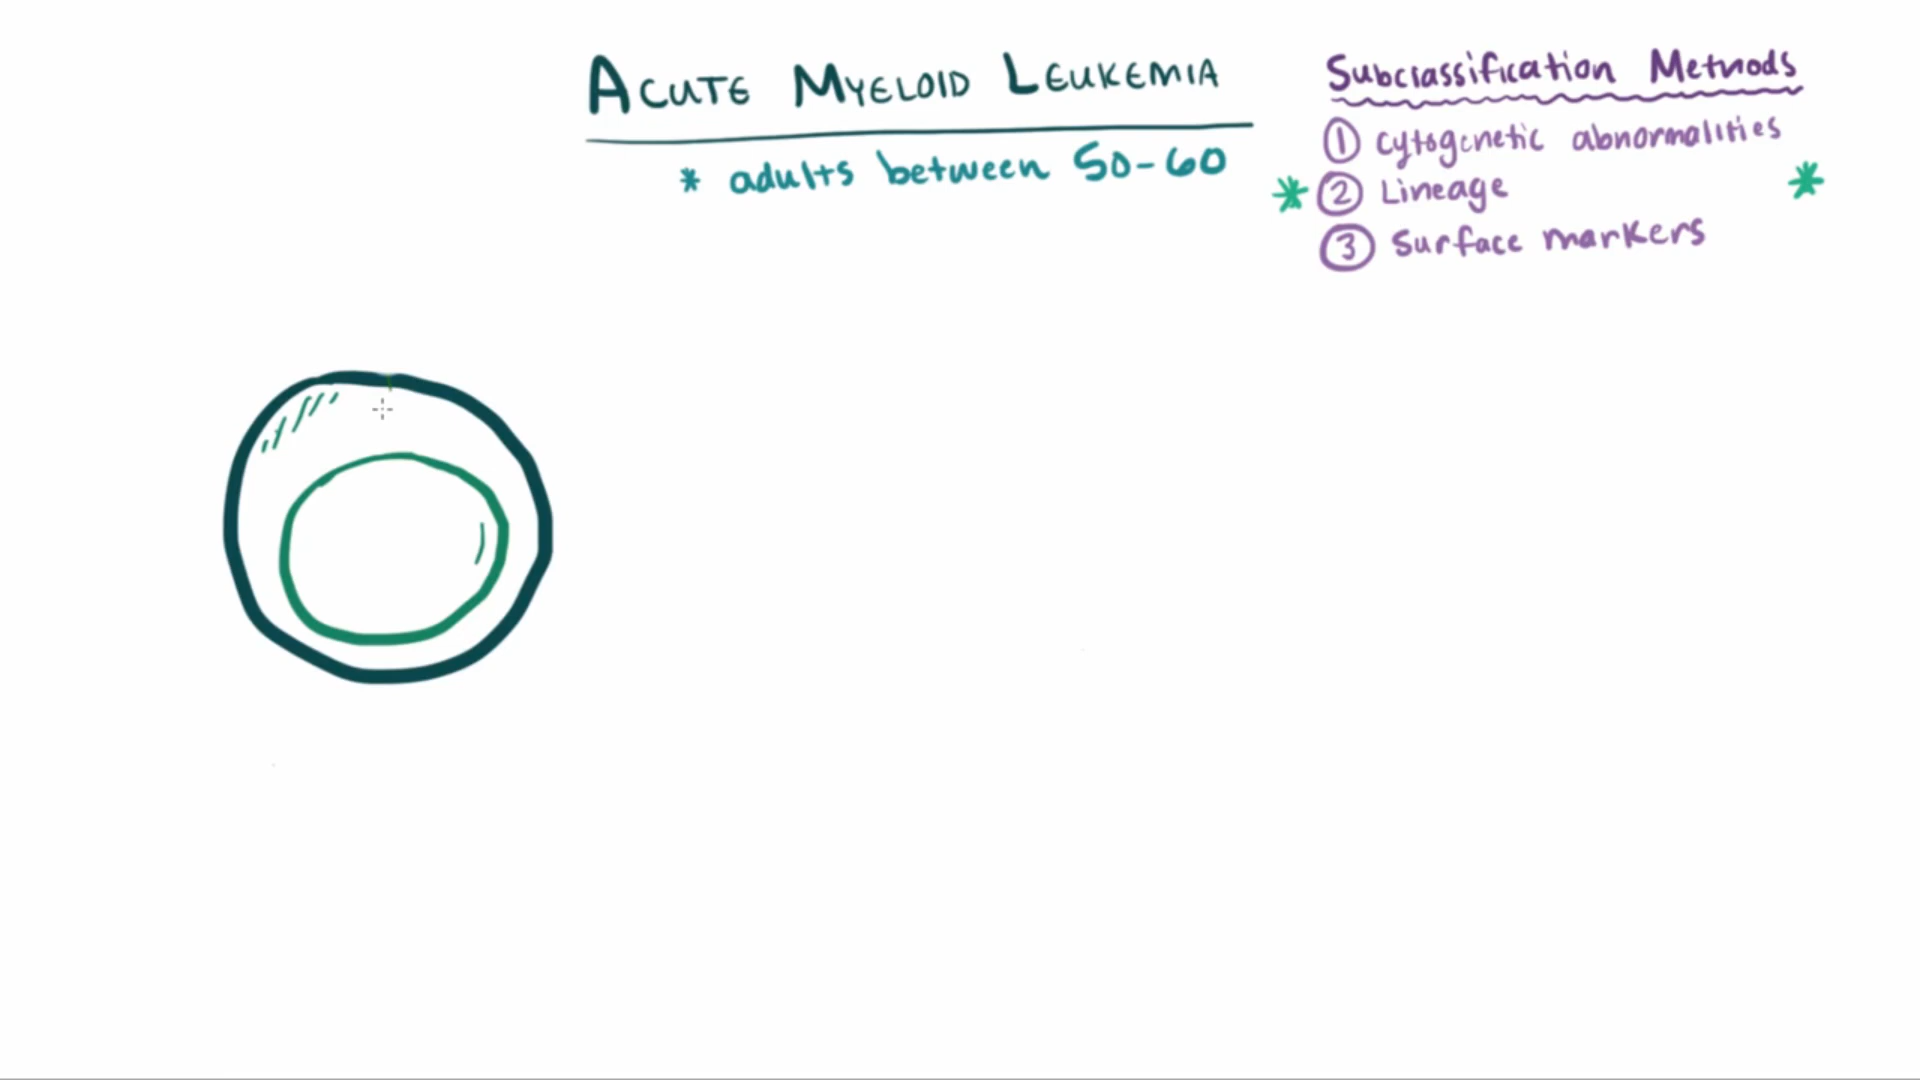 ACUTE MYELOID LEUKEMIA
* adults between 50-60
Subclassification Methods
① cytogenetic abnormalities
* ② Lineage *
③ Surface markers